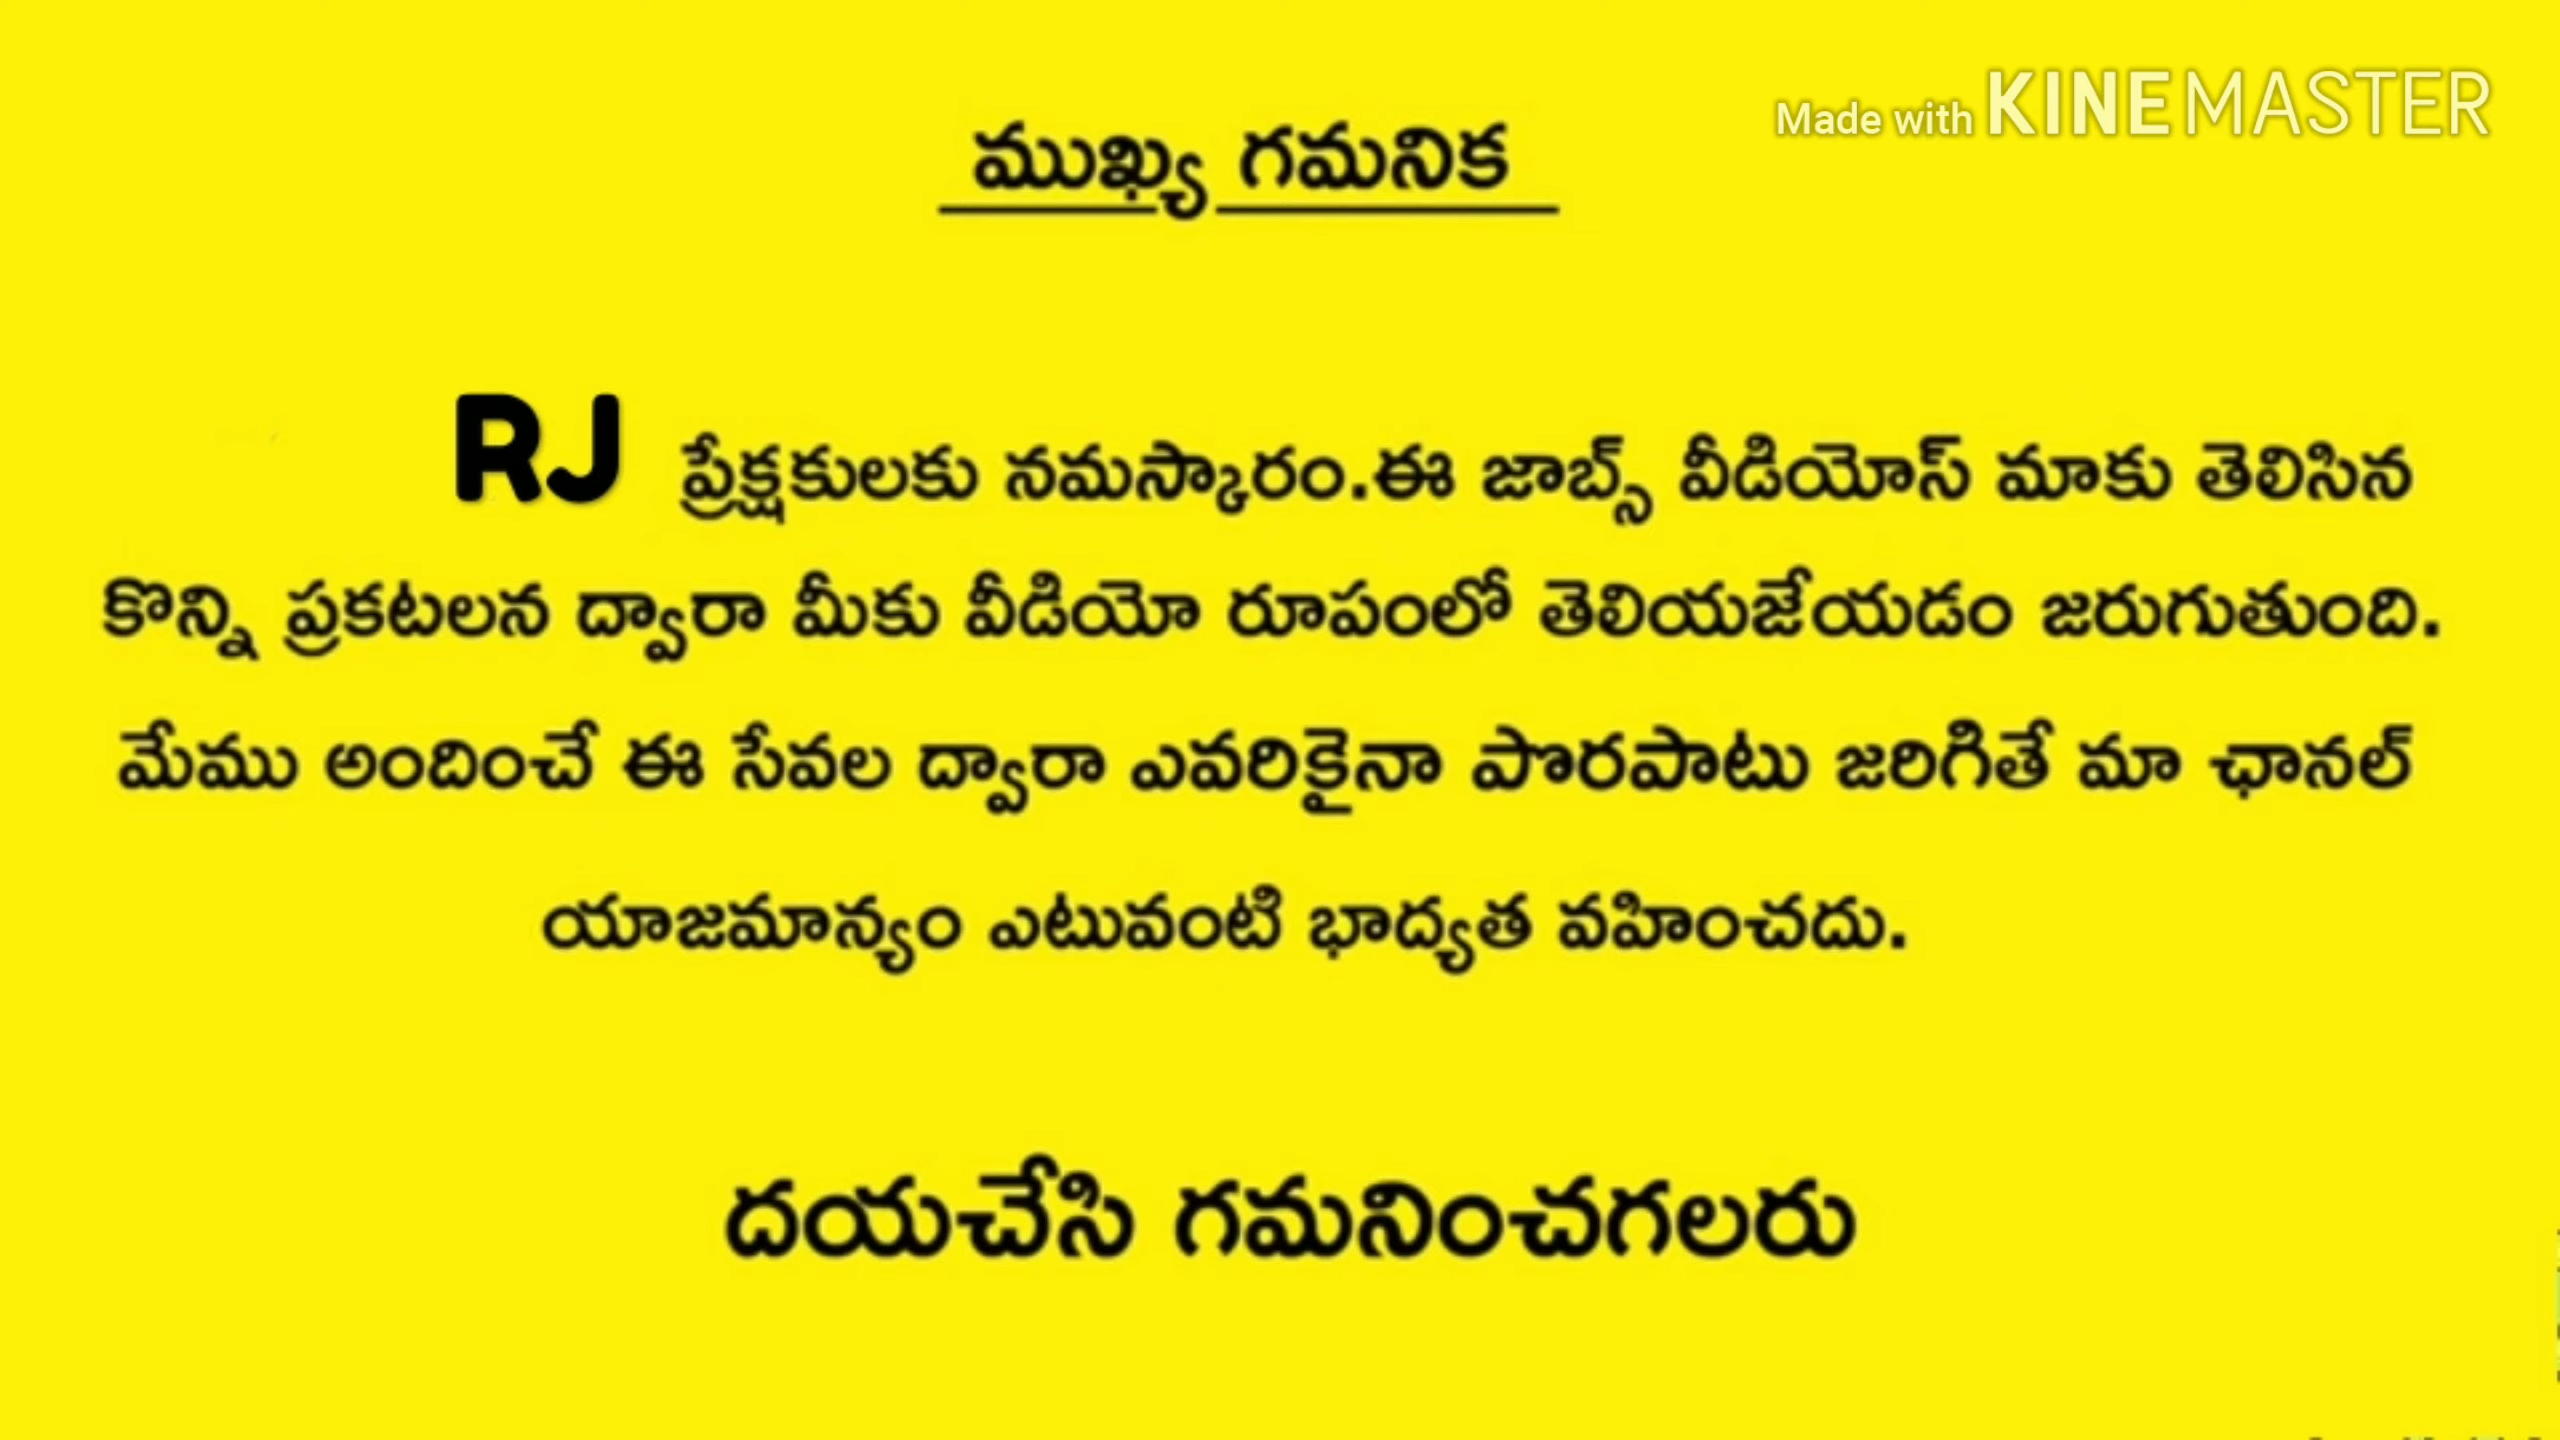 Made with KINEMASTER
ముఖ్య గమనిక
RJ ప్రేక్షకులకు నమస్కారం.ఈ జాబ్స్ వీడియోస్ మాకు తెలిసిన
కొన్ని ప్రకటలన ద్వారా మీకు వీడియో రూపంలో తెలియజేయడం జరుగుతుంది.
మేము అందించే ఈ సేవల ద్వారా ఎవరికైనా పొరపాటు జరిగితే మా ఛానల్
యాజమాన్యం ఎటువంటి భాద్యత వహించదు.
దయచేసి గమనించగలరు